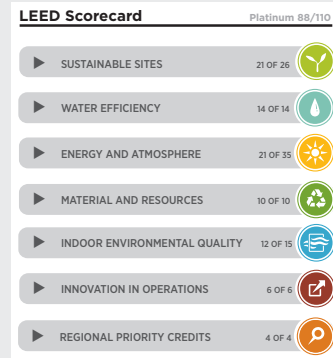 LEED Scorecard Platinum 88/110
SUSTAINABLE SITES 21 OF 26
WATER EFFICIENCY 14 OF 14
ENERGY AND ATMOSPHERE 21 OF 35
MATERIAL AND RESOURCES 10 OF 10
INDOOR ENVIRONMENTAL QUALITY 12 OF 15
INNOVATION IN OPERATIONS 6 OF 6
REGIONAL PRIORITY CREDITS 4 OF 4